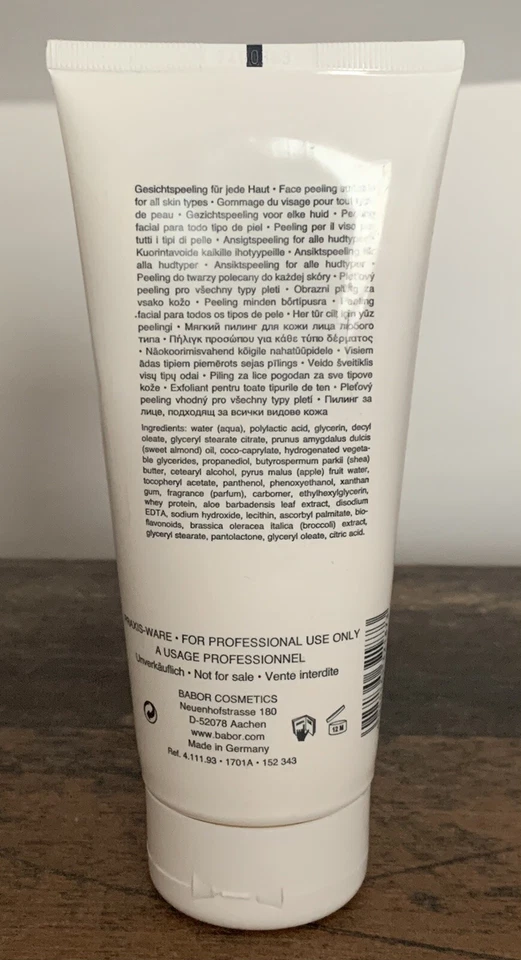 Gesichtspeeling für jede Haut • Face peeling
for all skin types • Gommage du visage pour tout
de peau • Gezichtspeeling voor elke huid •
facial para todo tipo de piel • Peeling per il viso
tutti i tipi di pelle • Ansigtspeeling for alle hudtyper
Kuorintavoide kaikille ihotyypeille • Ansiktspeeling
alla hudtyper • Ansiktspeeling for alle hudtyper •
Peeling do twarzy polecany do każdej skóry • Pleťový
peeling pro všechny typy pleti • Obrazni piling za
vsako kožo • Peeling minden bőrtípusra •
facial para todos os tipos de pele • Her tür cilt için yüz
peelingi • Мягкий пилинг для кожи лица любого
типа • Πήλιγκ προσώπου για κάθε τύπο δέρματος
• Näokoorimisvahend kõigile nahatüüpidele • Visiem
ādas tipiem piemērots sejas pīlings • Veido šveitiklis
visų tipų odai • Piling za lice pogodan za sve tipove
kože • Exfoliant pentru toate tipurile de ten • Pleťový
peeling vhodný pro všechny typy pleti • Пилинг за
лице, подходящ за всички видове кожа
Ingredients: water (aqua), polylactic acid, glycerin, decyl
oleate, glyceryl stearate citrate, prunus amygdalus dulcis
(sweet almond) oil, coco-caprylate, hydrogenated vegeta-
ble glycerides, propanediol, butyrospermum parkii (shea)
butter, cetearyl alcohol, pyrus malus (apple) fruit water,
tocopheryl acetate, panthenol, phenoxyethanol, xanthan
gum, fragrance (parfum), carbomer, ethylhexylglycerin,
whey protein, aloe barbadensis leaf extract, disodium
EDTA, sodium hydroxide, lecithin, ascorbyl palmitate, bio-
flavonoids, brassica oleracea italica (broccoli) extract,
glyceryl stearate, pantolactone, glyceryl oleate, citric acid.
PRAXIS-WARE • FOR PROFESSIONAL USE ONLY
A USAGE PROFESSIONNEL
Unverkäuflich • Not for sale • Vente interdite
BABOR COSMETICS
Neuenhofstrasse 180
D-52078 Aachen
www.babor.com
Made in Germany
Ref. 4.111.93 • 1701A • 152 343
12 M